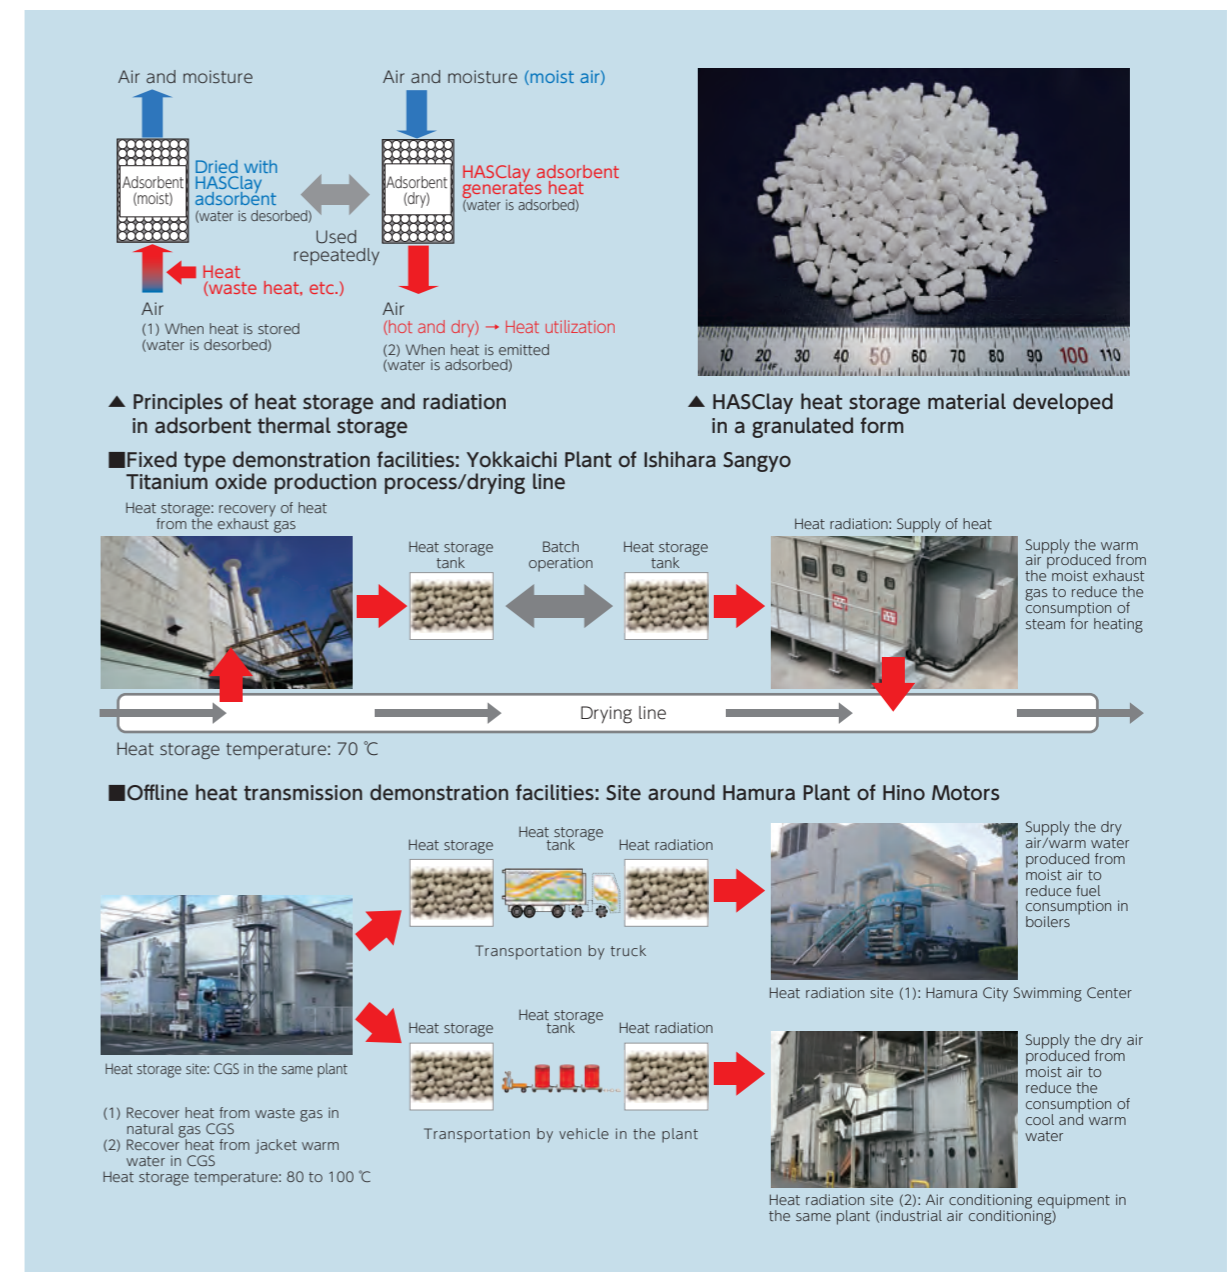 Air and moisture
Adsorbent
(moist)
Dried with
HASClay
adsorbent
(water is desorbed)
Heat
(waste heat, etc.)
Air
(1) When heat is stored
(water is desorbed)
Used
repeatedly
Air and moisture (moist air)
Adsorbent
(dry)
HASClay adsorbent
generates heat
(water is adsorbed)
Air
(hot and dry) → Heat utilization
(2) When heat is emitted
(water is adsorbed)
▲ Principles of heat storage and radiation
in adsorbent thermal storage
10 20 30 40 50 60 70 80 90 100 110
▲ HASClay heat storage material developed
in a granulated form
■Fixed type demonstration facilities: Yokkaichi Plant of Ishihara Sangyo
Titanium oxide production process/drying line
Heat storage: recovery of heat
from the exhaust gas
Heat storage
tank
Batch
operation
Heat storage
tank
Heat radiation: Supply of heat
Supply the warm
air produced from
the moist exhaust
gas to reduce the
consumption of
steam for heating
Drying line
Heat storage temperature: 70 ℃
■Offline heat transmission demonstration facilities: Site around Hamura Plant of Hino Motors
Heat storage site: CGS in the same plant
(1) Recover heat from waste gas in
natural gas CGS
(2) Recover heat from jacket warm
water in CGS
Heat storage temperature: 80 to 100 ℃
Heat storage
Heat storage
tank
Heat radiation
Transportation by truck
Supply the dry
air/warm water
produced from
moist air to
reduce fuel
consumption in
boilers
Heat radiation site (1): Hamura City Swimming Center
Heat storage
Heat storage
tank
Heat radiation
Transportation by vehicle in the plant
Supply the dry air
produced from
moist air to
reduce the
consumption of
cool and warm
water
Heat radiation site (2): Air conditioning equipment in
the same plant (industrial air conditioning)